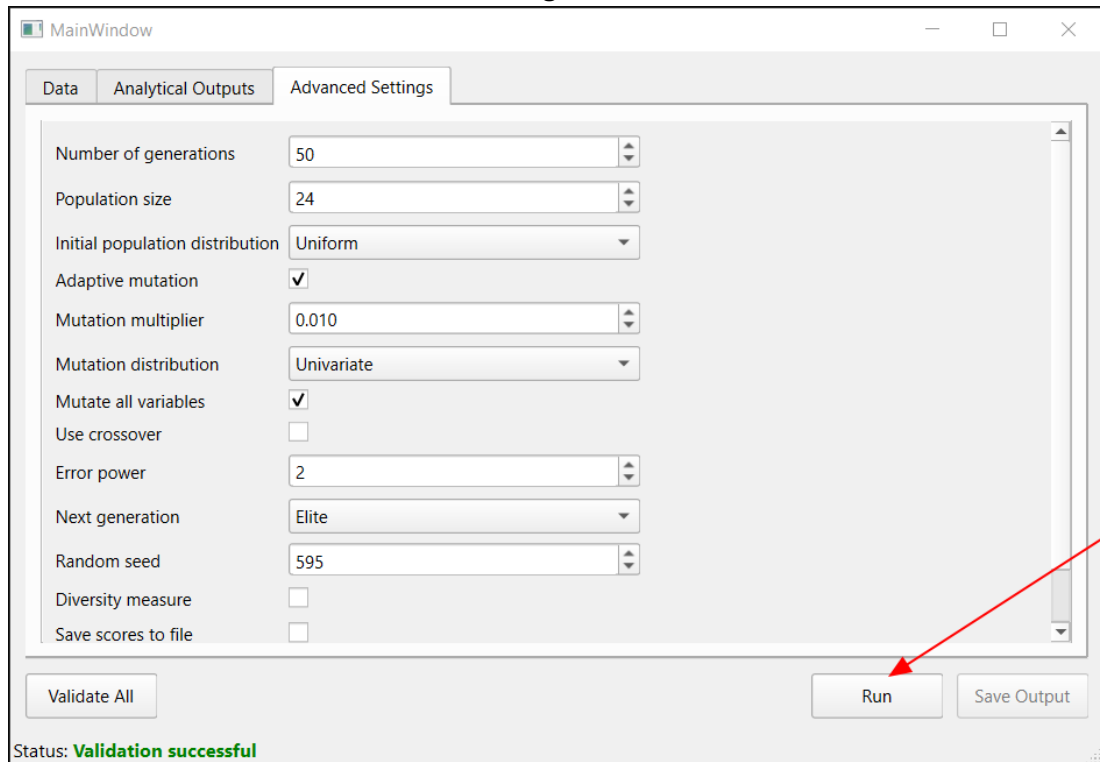 MainWindow
Data Analytical Outputs Advanced Settings
Number of generations 50
Population size 24
Initial population distribution Uniform
Adaptive mutation
Mutation multiplier 0.010
Mutation distribution Univariate
Mutate all variables
Use crossover
Error power 2
Next generation Elite
Random seed 595
Diversity measure
Save scores to file
Validate All Run Save Output
Status: Validation successful